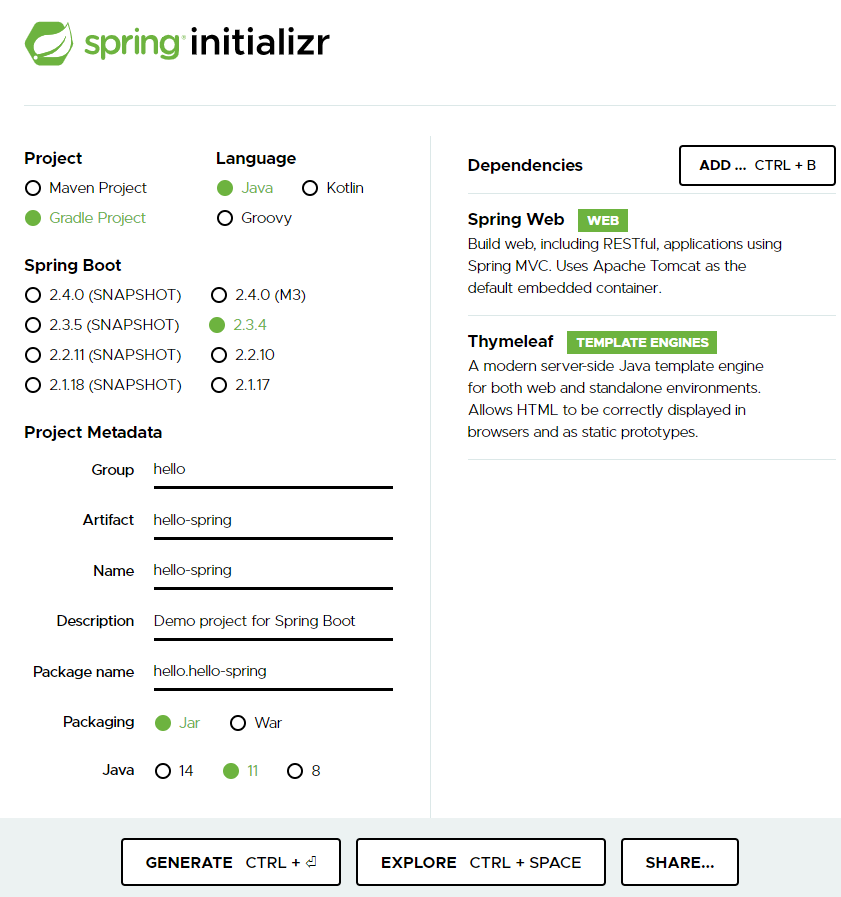 spring initializr
Project
Maven Project
Gradle Project
Language
Java Kotlin
Groovy
Spring Boot
2.4.0 (SNAPSHOT) 2.4.0 (M3)
2.3.5 (SNAPSHOT) 2.3.4
2.2.11 (SNAPSHOT) 2.2.10
2.1.18 (SNAPSHOT) 2.1.17
Project Metadata
Group hello
Artifact hello-spring
Name hello-spring
Description Demo project for Spring Boot
Package name hello.hello-spring
Packaging Jar War
Java 14 11 8
Dependencies
ADD ... CTRL + B
Spring Web WEB
Build web, including RESTful, applications using
Spring MVC. Uses Apache Tomcat as the
default embedded container.
Thymeleaf TEMPLATE ENGINES
A modern server-side Java template engine
for both web and standalone environments.
Allows HTML to be correctly displayed in
browsers and as static prototypes.
GENERATE CTRL + ⏎
EXPLORE CTRL + SPACE
SHARE...